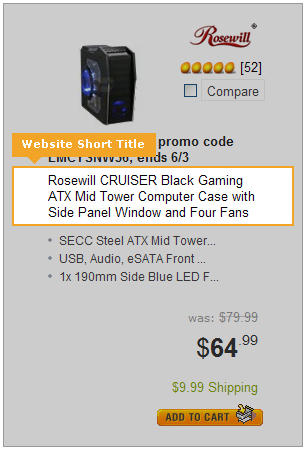 Rosewill
[52]
Compare
Website Short Title
promo code
ends 6/3
Rosewill CRUISER Black Gaming
ATX Mid Tower Computer Case with
Side Panel Window and Four Fans
SECC Steel ATX Mid Tower...
USB, Audio, eSATA Front ...
1x 190mm Side Blue LED F...
was: $79.99
$64.99
$9.99 Shipping
ADD TO CART